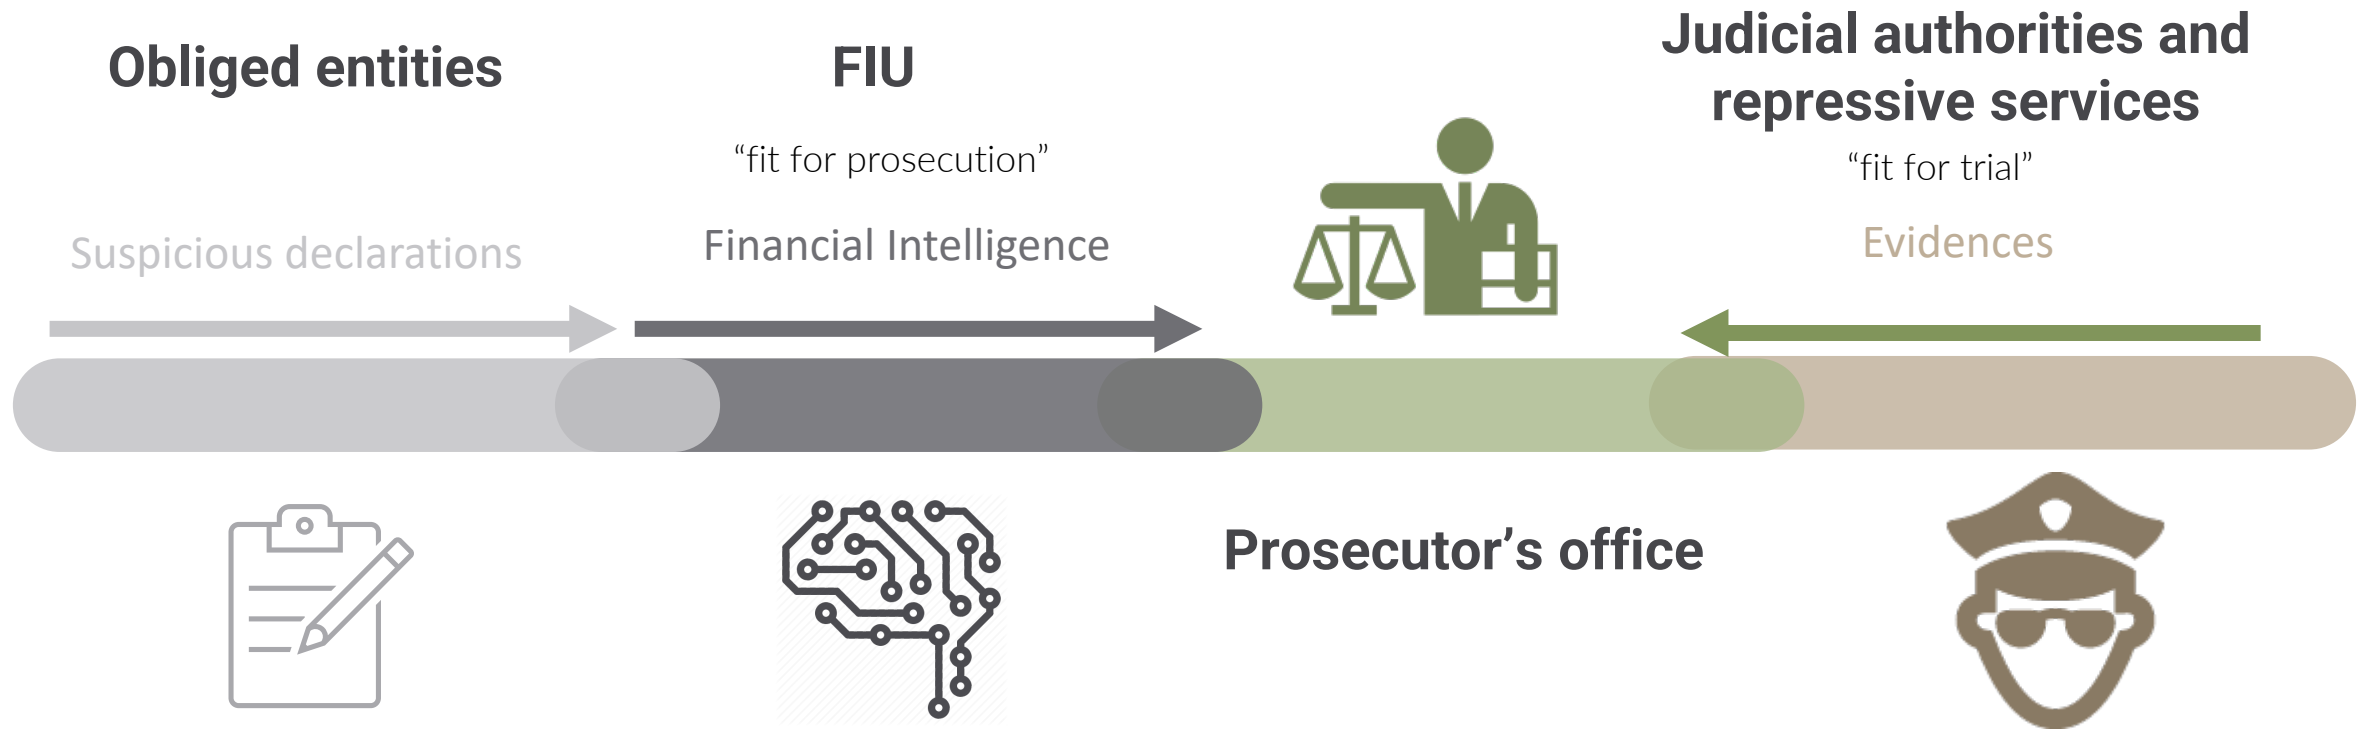 Obliged entities
Suspicious declarations
FIU
“fit for prosecution”
Financial Intelligence
Prosecutor’s office
Judicial authorities and
repressive services
“fit for trial”
Evidences